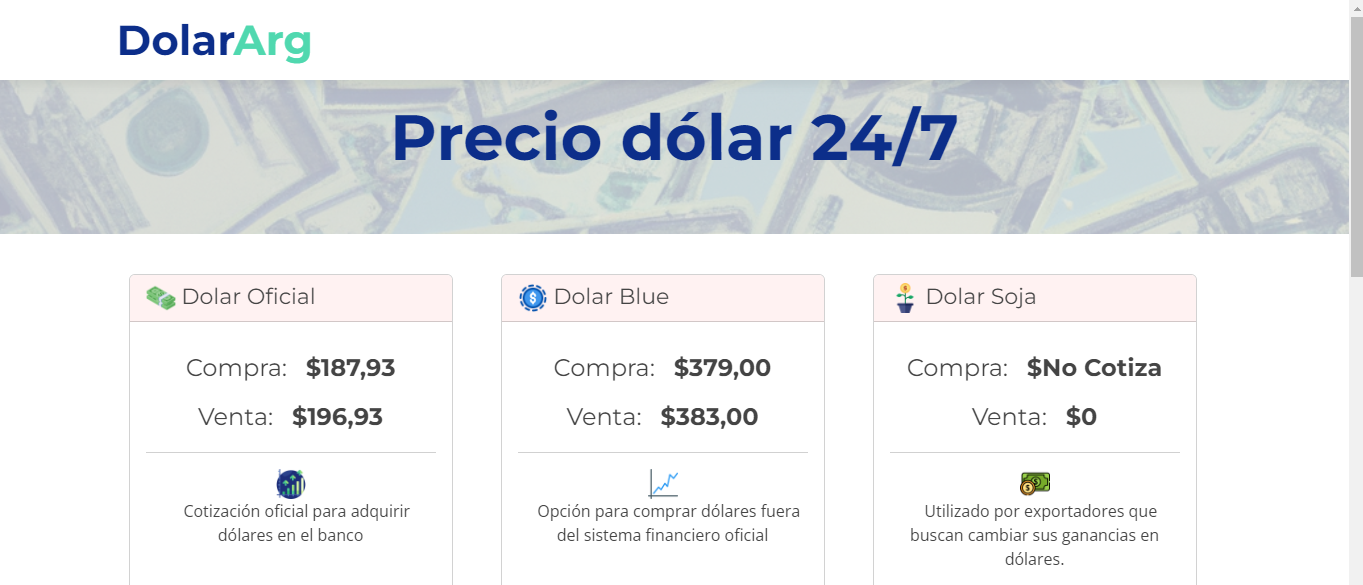 DolarArg
Precio dólar 24/7
Dolar Oficial
Compra: $187,93
Venta: $196,93
Cotización oficial para adquirir
dólares en el banco
Dolar Blue
Compra: $379,00
Venta: $383,00
Opción para comprar dólares fuera
del sistema financiero oficial
Dolar Soja
Compra: $No Cotiza
Venta: $0
Utilizado por exportadores que
buscan cambiar sus ganancias en
dólares.